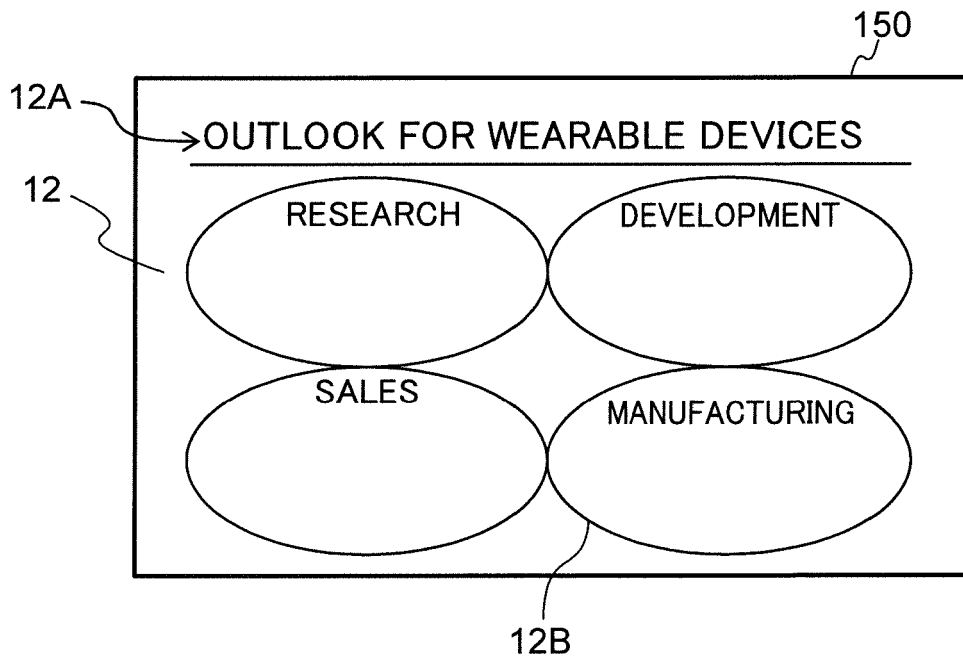 150
12A
OUTLOOK FOR WEARABLE DEVICES
12
RESEARCH
DEVELOPMENT
SALES
MANUFACTURING
12B